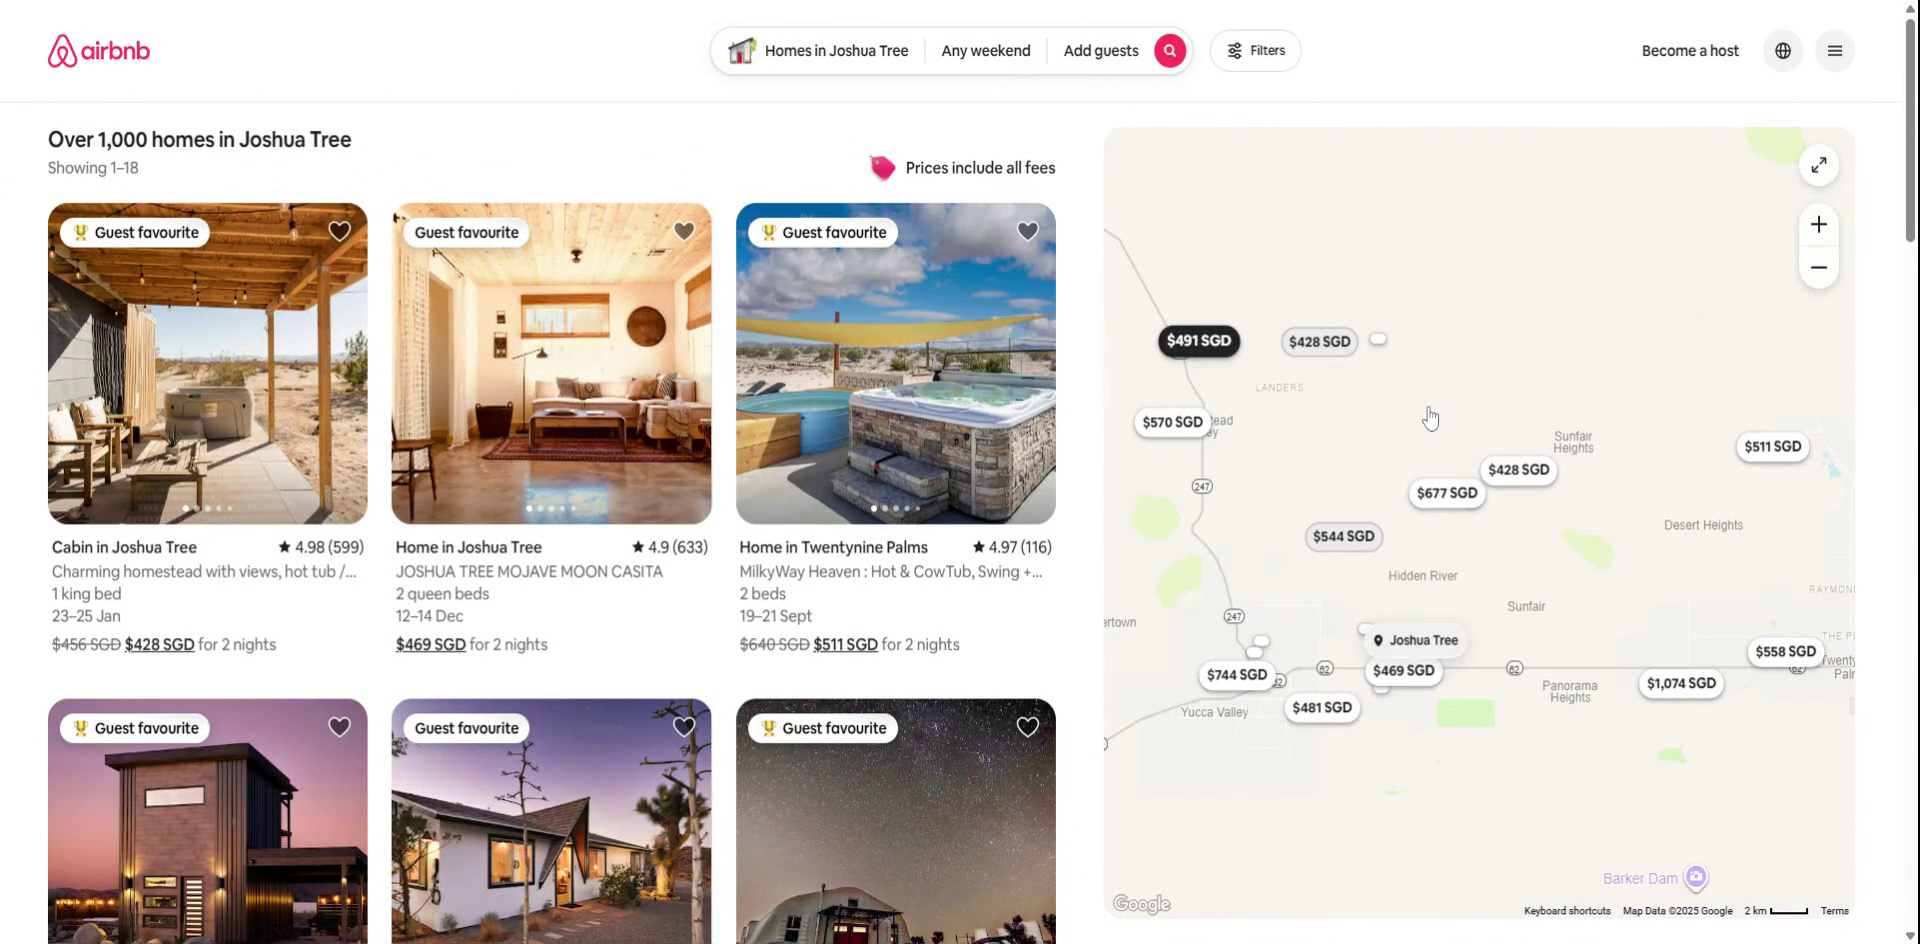 airbnb
Homes in Joshua Tree
Any weekend
Add guests
Filters
Become a host
Over 1,000 homes in Joshua Tree
Showing 1–18
Prices include all fees
Guest favourite
Guest favourite
Guest favourite
Cabin in Joshua Tree
4.98 (599)
Charming homestead with views, hot tub /...
1 king bed
23–25 Jan
$456 SGD $428 SGD for 2 nights
Home in Joshua Tree
4.9 (633)
JOSHUA TREE MOJAVE MOON CASITA
2 queen beds
12–14 Dec
$469 SGD for 2 nights
Home in Twentynine Palms
4.97 (116)
MilkyWay Heaven : Hot & CowTub, Swing +...
2 beds
19–21 Sept
$640 SGD $511 SGD for 2 nights
Guest favourite
Guest favourite
Guest favourite
$491 SGD
$428 SGD
LANDERS
$570 SGD
tead
ey
Sunfair
Heights
$511 SGD
$428 SGD
247
$677 SGD
Desert Heights
$544 SGD
Hidden River
RAYMON
Sunfair
247
ertown
Joshua Tree
THE P
$558 SGD
Twenty
Palr
62
$469 SGD
62
62
$744 SGD
$1,074 SGD
Panorama
Heights
$481 SGD
Yucca Valley
Barker Dam
Google
Keyboard shortcuts
Map Data ©2025 Google
2 km
Terms